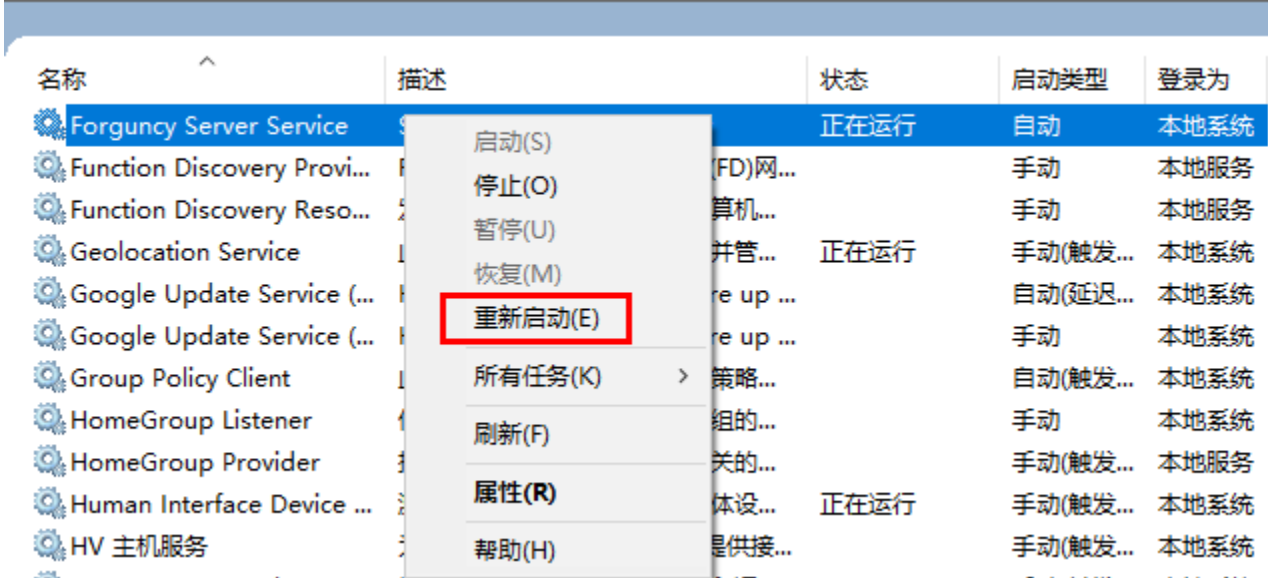 名称 描述 状态 启动类型 登录为
Forguncy Server Service 正在运行 自动 本地系统
启动(S)
Function Discovery Provi... (FD)网... 手动 本地服务
停止(O)
Function Discovery Reso... 算机... 手动 本地服务
暂停(U)
Geolocation Service 并管... 正在运行 手动(触发... 本地系统
恢复(M)
Google Update Service (... re up ... 自动(延迟... 本地系统
重新启动(E)
Google Update Service (... re up ... 手动 本地系统
所有任务(K)
Group Policy Client 策略... 自动(触发... 本地系统
HomeGroup Listener 组的... 手动 本地系统
刷新(F)
HomeGroup Provider 关的... 手动(触发... 本地服务
属性(R)
Human Interface Device ... 体设... 正在运行 手动(触发... 本地系统
HV 主机服务 提供接... 手动(触发... 本地系统
帮助(H)